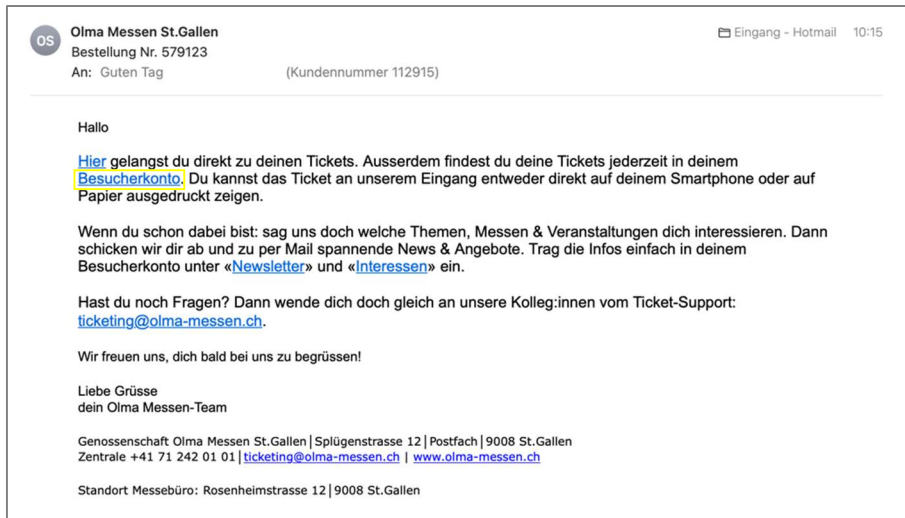 OS
Olma Messen St.Gallen
Eingang - Hotmail 10:15
Bestellung Nr. 579123
An: Guten Tag (Kundennummer 112915)
Hallo
Hier gelangst du direkt zu deinen Tickets. Ausserdem findest du deine Tickets jederzeit in deinem
Besucherkonto. Du kannst das Ticket an unserem Eingang entweder direkt auf deinem Smartphone oder auf
Papier ausgedruckt zeigen.
Wenn du schon dabei bist: sag uns doch welche Themen, Messen & Veranstaltungen dich interessieren. Dann
schicken wir dir ab und zu per Mail spannende News & Angebote. Trag die Infos einfach in deinem
Besucherkonto unter «Newsletter» und «Interessen» ein.
Hast du noch Fragen? Dann wende dich doch gleich an unsere Kolleg:innen vom Ticket-Support:
ticketing@olma-messen.ch.
Wir freuen uns, dich bald bei uns zu begrüssen!
Liebe Grüsse
dein Olma Messen-Team
Genossenschaft Olma Messen St.Gallen|Splügenstrasse 12|Postfach|9008 St.Gallen
Zentrale +41 71 242 01 01|ticketing@olma-messen.ch | www.olma-messen.ch
Standort Messebüro: Rosenheimstrasse 12|9008 St.Gallen